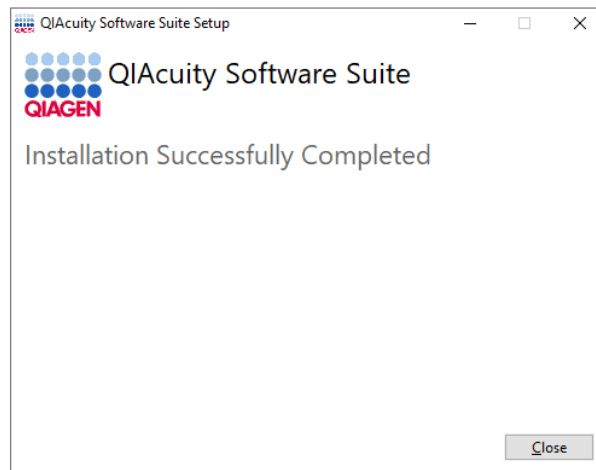 QIAcuity Software Suite Setup
QIAcuity Software Suite
QIAGEN
Installation Successfully Completed
Close